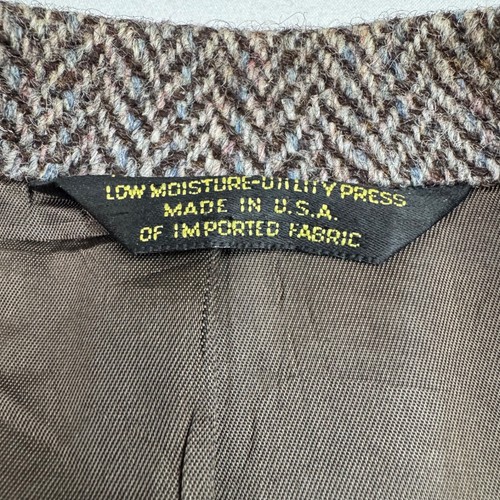 LOW MOISTURE-UTILITY PRESS
MADE IN U.S.A.
OF IMPORTED FABRIC